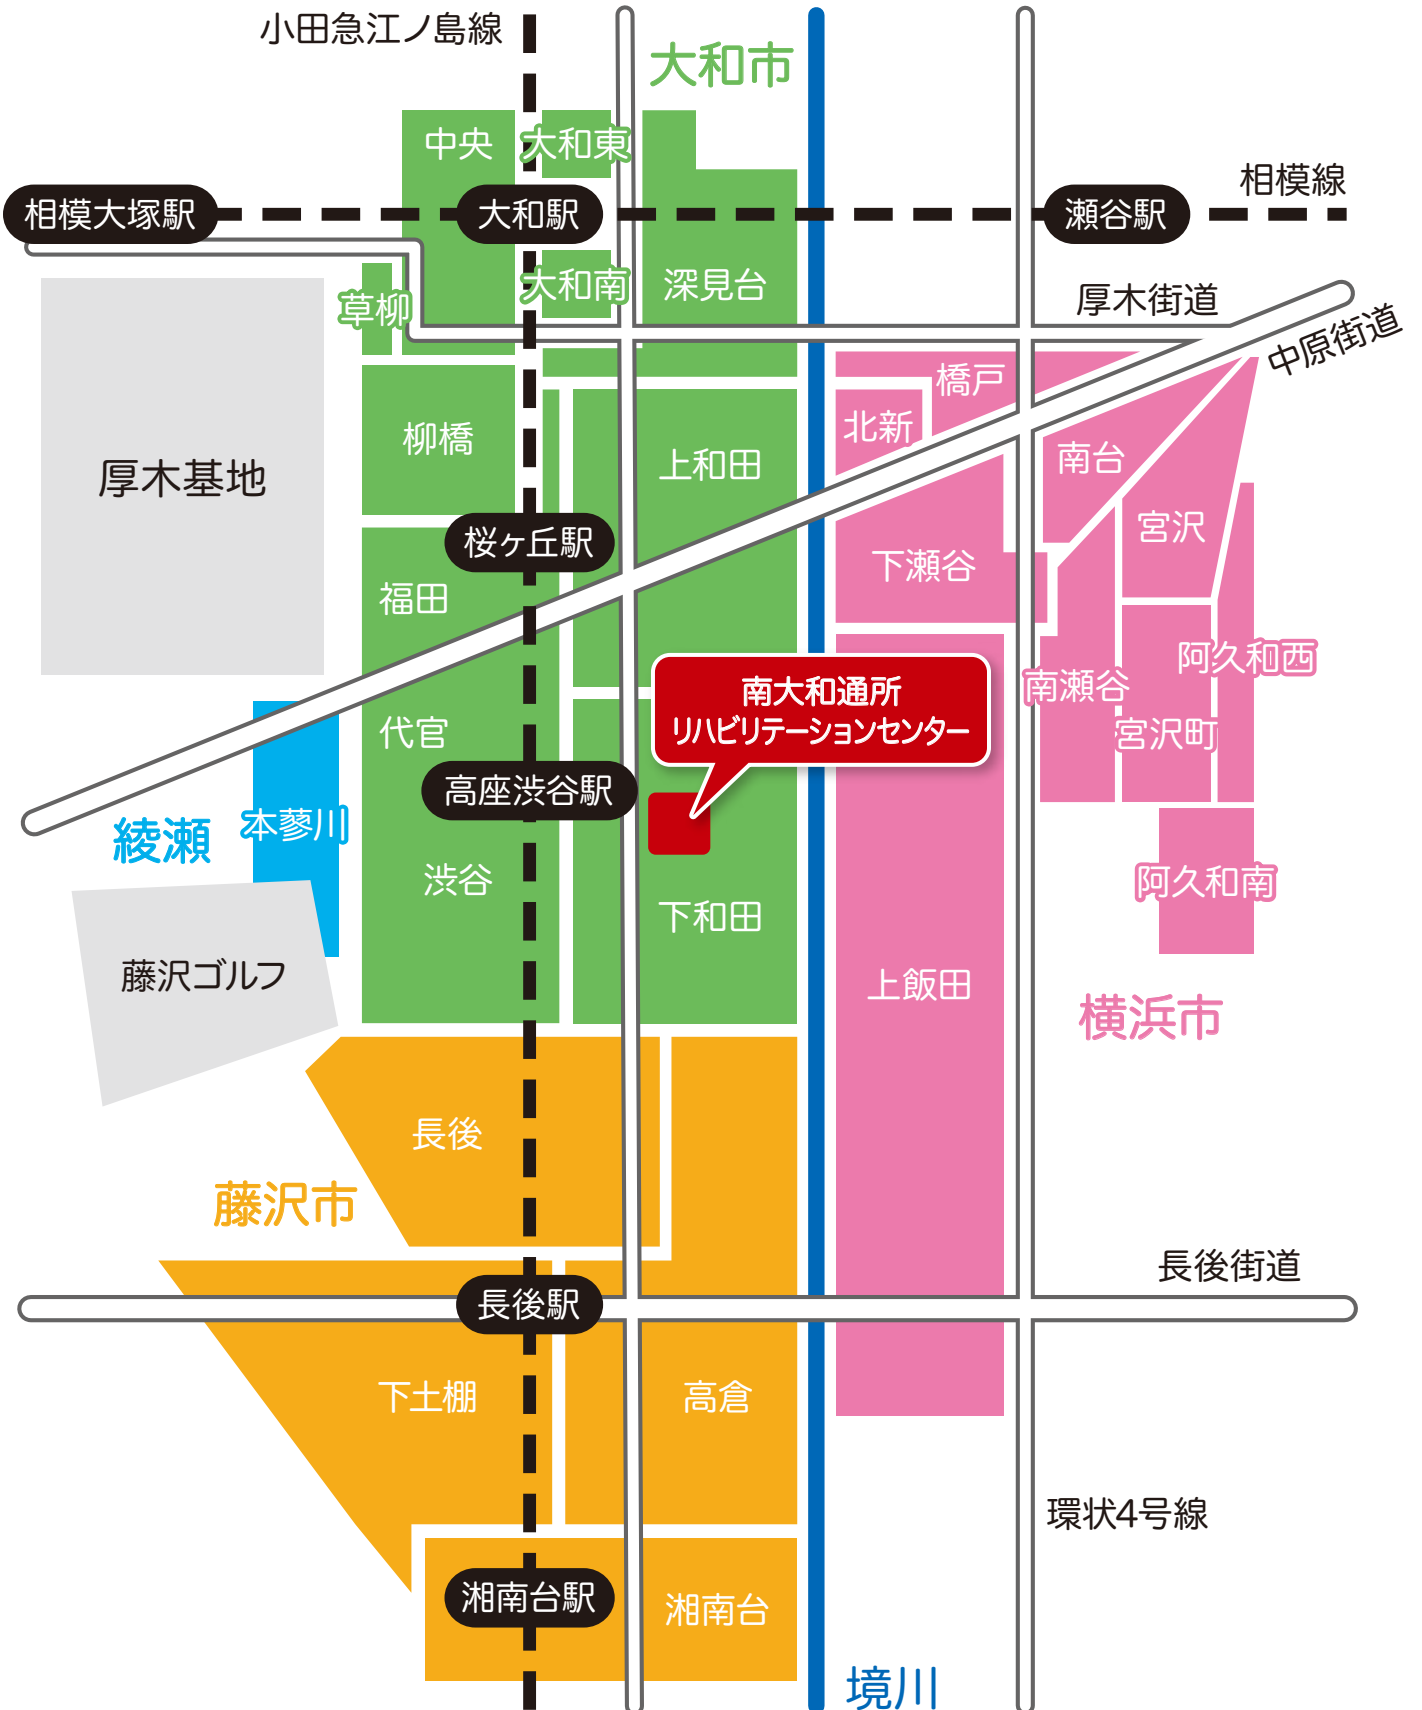 小田急江ノ島線
大和市
中央
大和東
相模線
相模大塚駅
大和駅
瀬谷駅
草柳
大和南
深見台
厚木街道
中原街道
橋戸
北新
柳橋
上和田
南台
厚木基地
宮沢
桜ヶ丘駅
下瀬谷
福田
阿久和西
南瀬谷
南大和通所
リハビリテーションセンター
代官
宮沢町
高座渋谷駅
綾瀬
本蓼川
渋谷
阿久和南
下和田
藤沢ゴルフ
上飯田
横浜市
長後
藤沢市
長後街道
長後駅
下土棚
高倉
環状4号線
湘南台駅
湘南台
境川